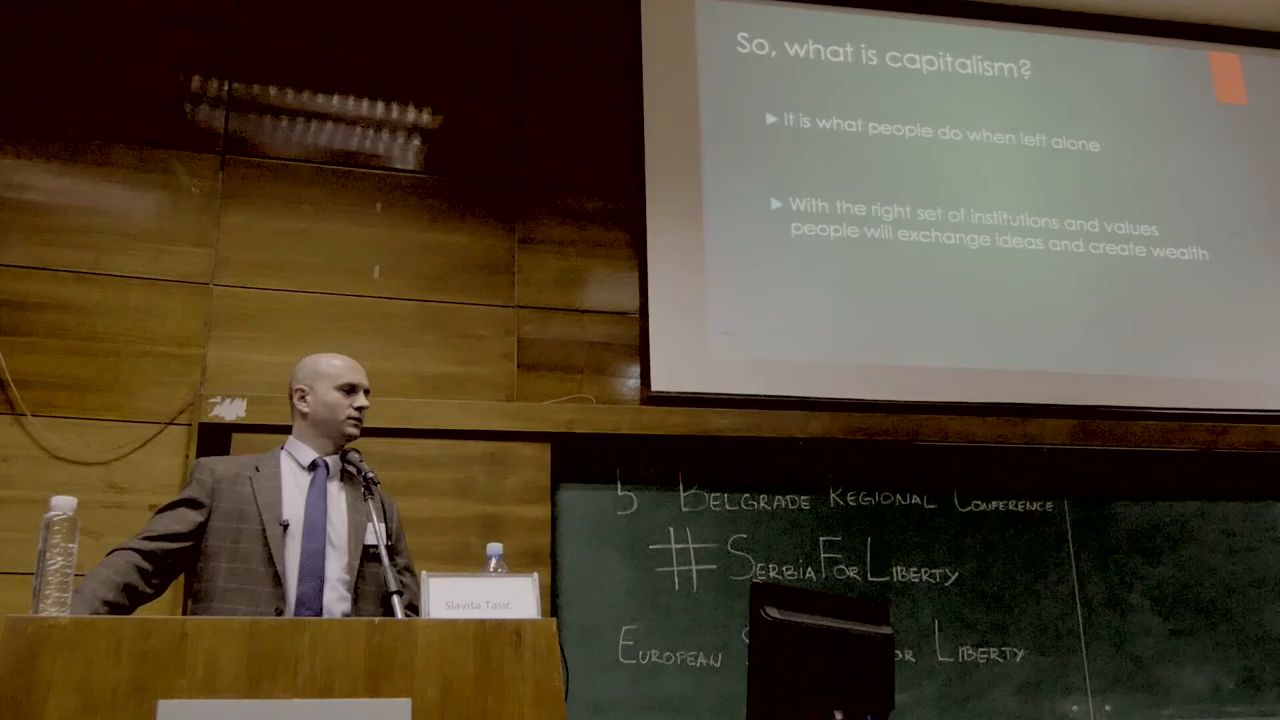 So, what is capitalism?
It is what people do when left alone
With the right set of institutions and values
people will exchange ideas and create wealth
Slaviša Tasić
5 BELGRADE REGIONAL CONFERENCE
#SERBIAFORLIBERTY
EUROPEAN
LIBERTY